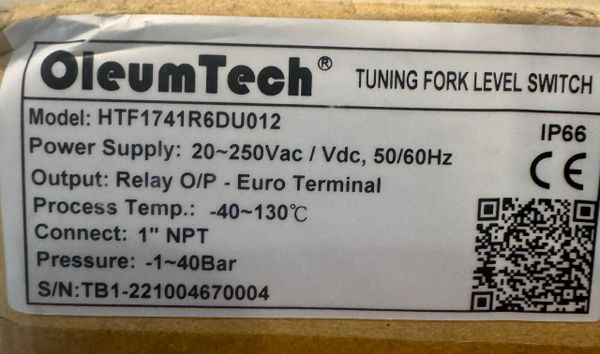 OleumTech® TUNING FORK LEVEL SWITCH
Model: HTF1741R6DU012
IP66
Power Supply: 20~250Vac / Vdc, 50/60Hz
CE
Output: Relay O/P - Euro Terminal
Process Temp.: -40~130℃
Connect: 1" NPT
Pressure: -1~40Bar
S/N:TB1-221004670004